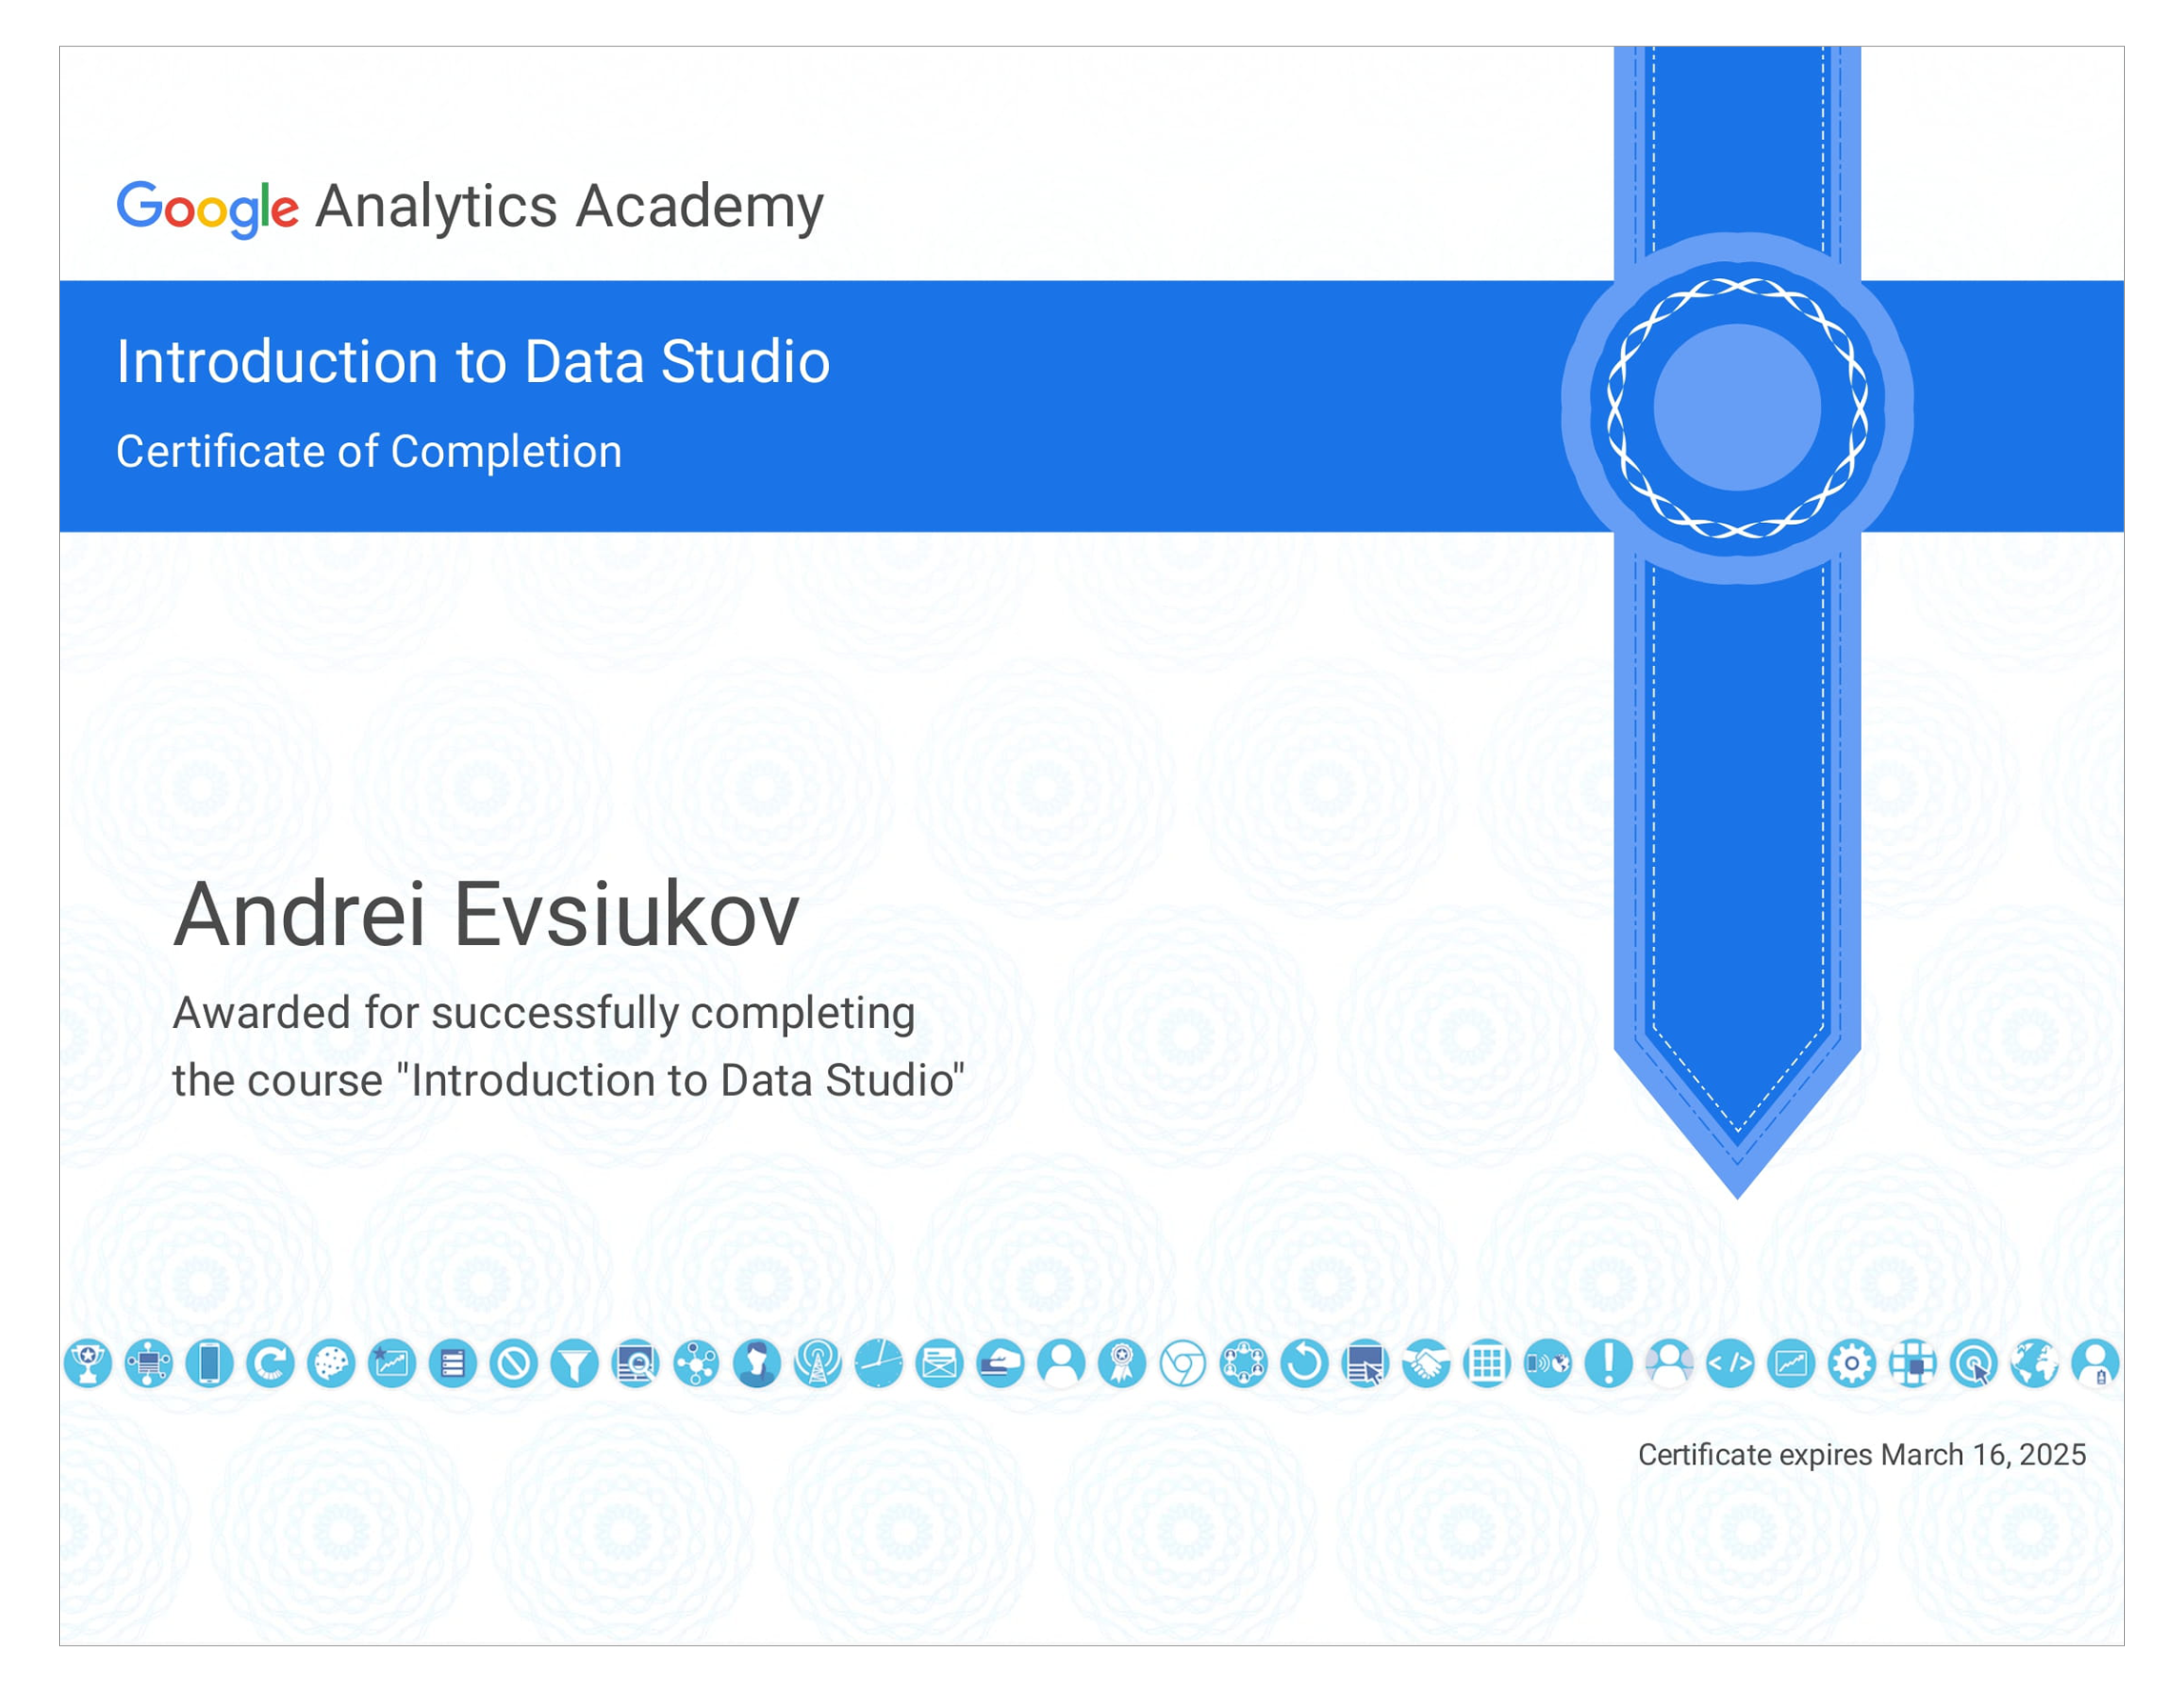 Google Analytics Academy
Introduction to Data Studio
Certificate of Completion
Andrei Evsiukov
Awarded for successfully completing
the course "Introduction to Data Studio"
Certificate expires March 16, 2025